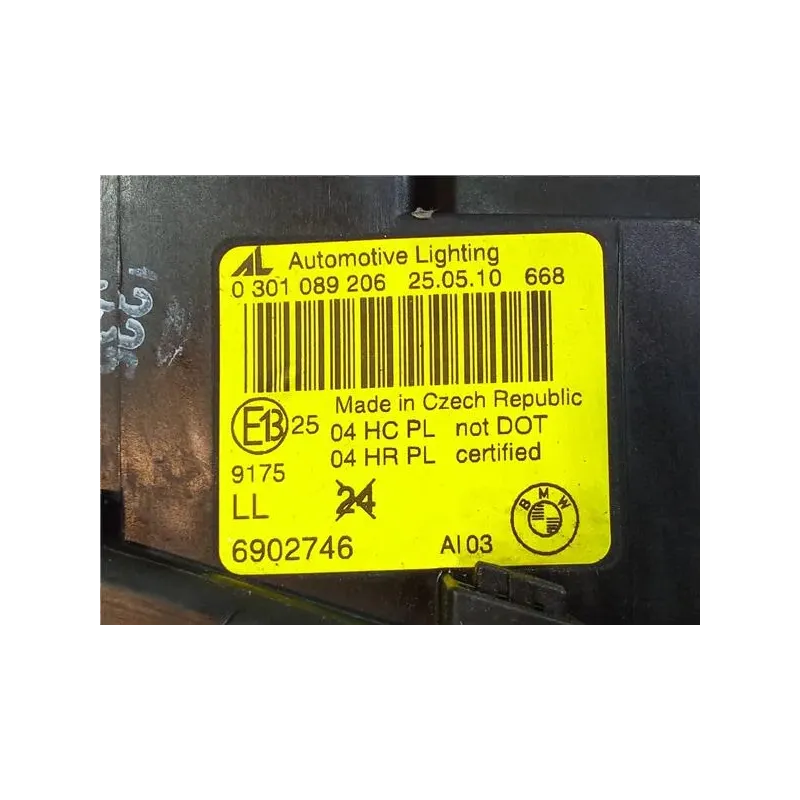 AL Automotive Lighting
0 301 089 206 25.05.10 668
Made in Czech Republic
E13 25 04 HC PL not DOT
9175 04 HR PL certified
LL 24
6902746 AI 03 BMW